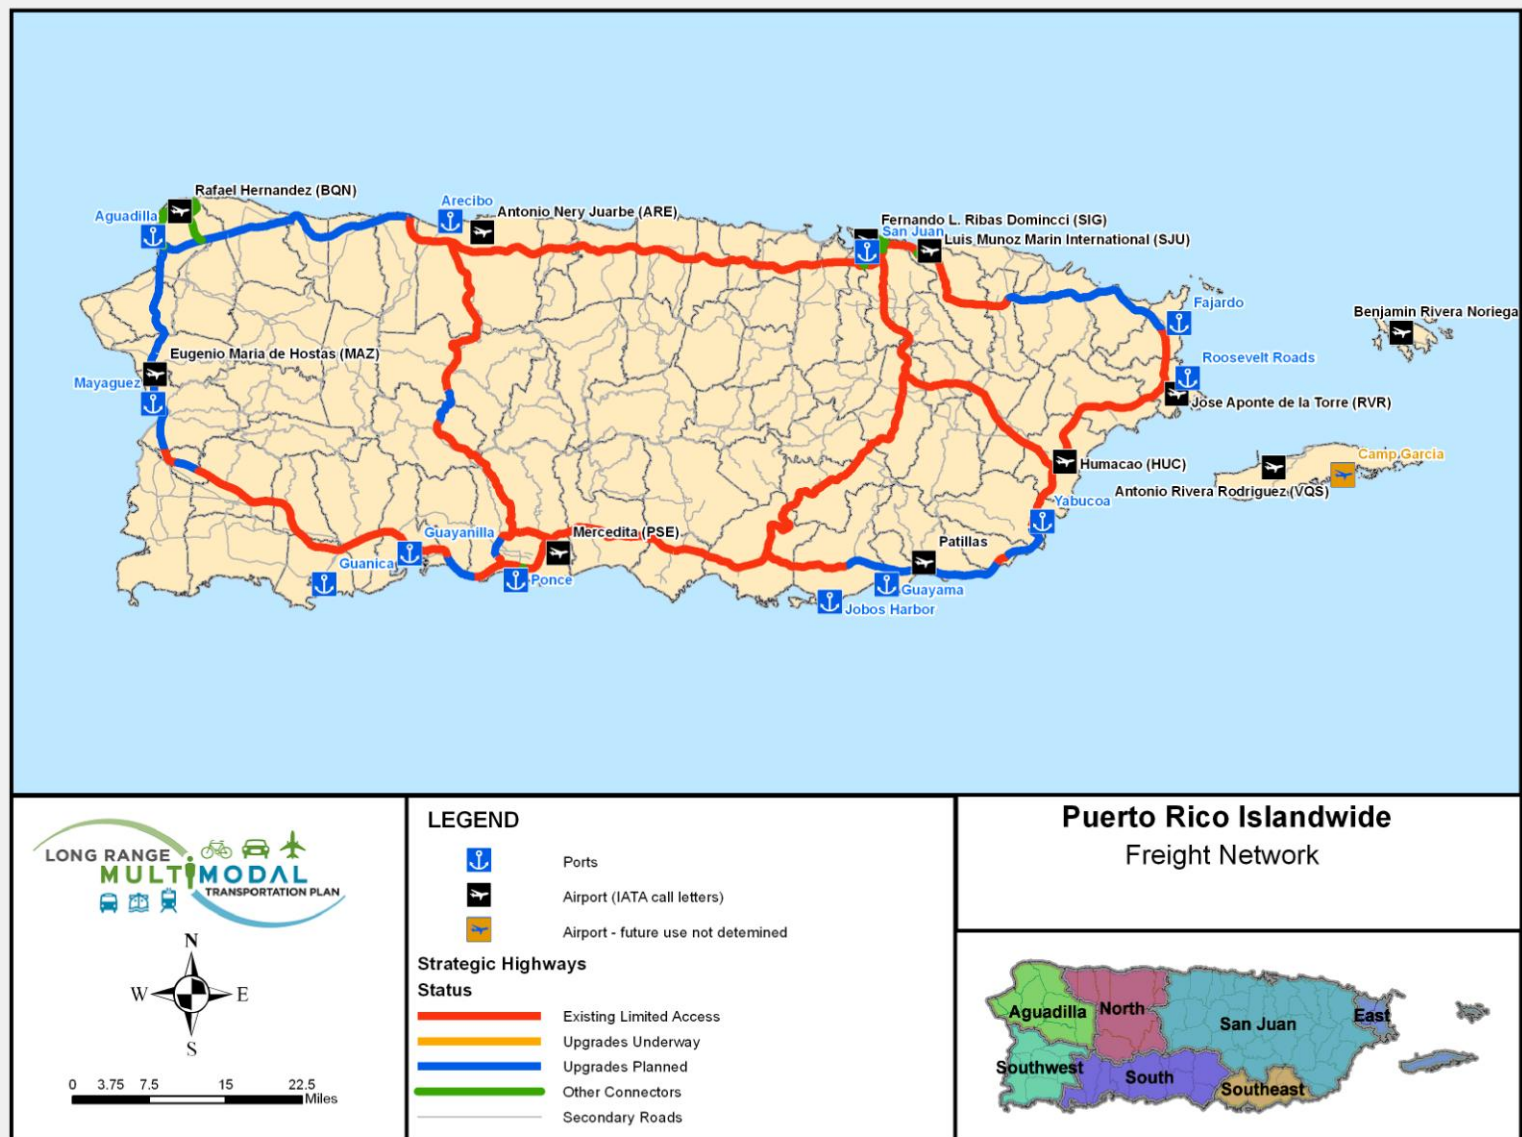 Rafael Hernandez (BQN)
Aguadilla
Arecibo
Antonio Nery Juarbe (ARE)
Fernando L. Ribas Domincci (SIG)
San Juan
Luis Munoz Marin International (SJU)
Fajardo
Benjamin Rivera Noriega
Eugenio Maria de Hostas (MAZ)
Mayaguez
Roosevelt Roads
Jose Aponte de la Torre (RVR)
Humacao (HUC)
Camp Garcia
Antonio Rivera Rodriguez (VQS)
Yabucoa
Guayanilla
Mercedita (PSE)
Patillas
Guanica
Ponce
Guayama
Jobos Harbor
LONG RANGE
MULTIMODAL
TRANSPORTATION PLAN
N
W E
S
0 3.75 7.5 15 22.5
Miles
LEGEND
Ports
Airport (IATA call letters)
Airport - future use not detemined
Strategic Highways
Status
Existing Limited Access
Upgrades Underway
Upgrades Planned
Other Connectors
Secondary Roads
Puerto Rico Islandwide
Freight Network
Aguadilla
North
San Juan
East
Southwest
South
Southeast